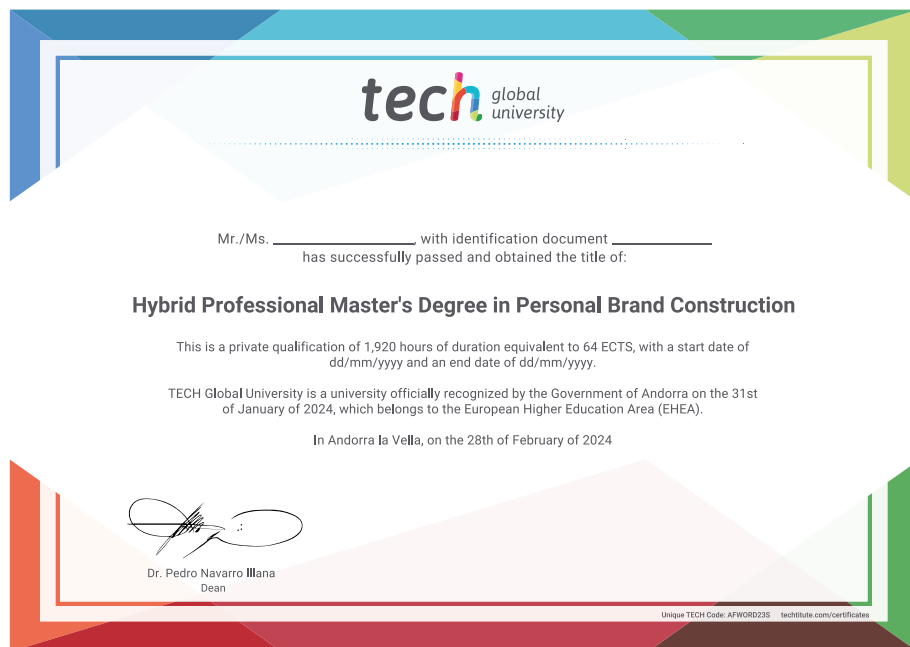 tech global university
Mr./Ms. ________________, with identification document ____________
has successfully passed and obtained the title of:
Hybrid Professional Master's Degree in Personal Brand Construction
This is a private qualification of 1,920 hours of duration equivalent to 64 ECTS, with a start date of
dd/mm/yyyy and an end date of dd/mm/yyyy.
TECH Global University is a university officially recognized by the Government of Andorra on the 31st
of January of 2024, which belongs to the European Higher Education Area (EHEA).
In Andorra la Vella, on the 28th of February of 2024
Dr. Pedro Navarro Illana
Dean
Unique TECH Code: AFWORD23S techtitute.com/certificates